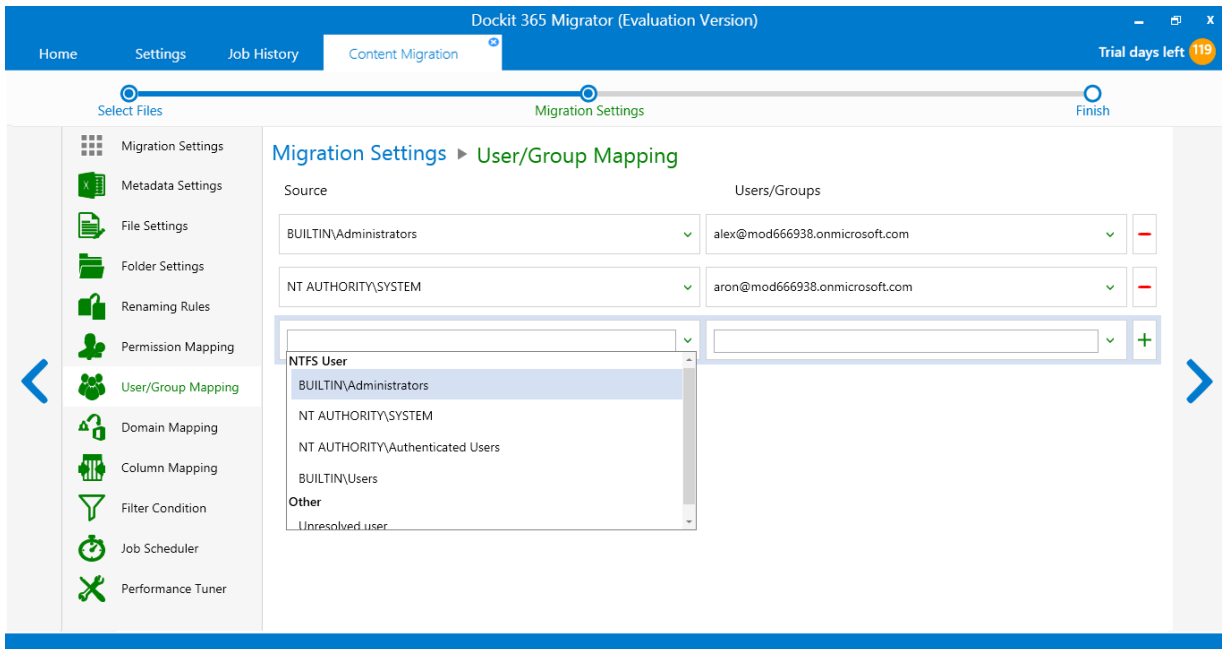 Dockit 365 Migrator (Evaluation Version)
Home Settings Job History Content Migration Trial days left 119
Select Files Migration Settings Finish
Migration Settings
Metadata Settings
File Settings
Folder Settings
Renaming Rules
Permission Mapping
User/Group Mapping
Domain Mapping
Column Mapping
Filter Condition
Job Scheduler
Performance Tuner
Migration Settings ▶ User/Group Mapping
Source Users/Groups
BUILTIN\Administrators alex@mod666938.onmicrosoft.com
NT AUTHORITY\SYSTEM aron@mod666938.onmicrosoft.com
NTFS User
BUILTIN\Administrators
NT AUTHORITY\SYSTEM
NT AUTHORITY\Authenticated Users
BUILTIN\Users
Other
Unresolved user